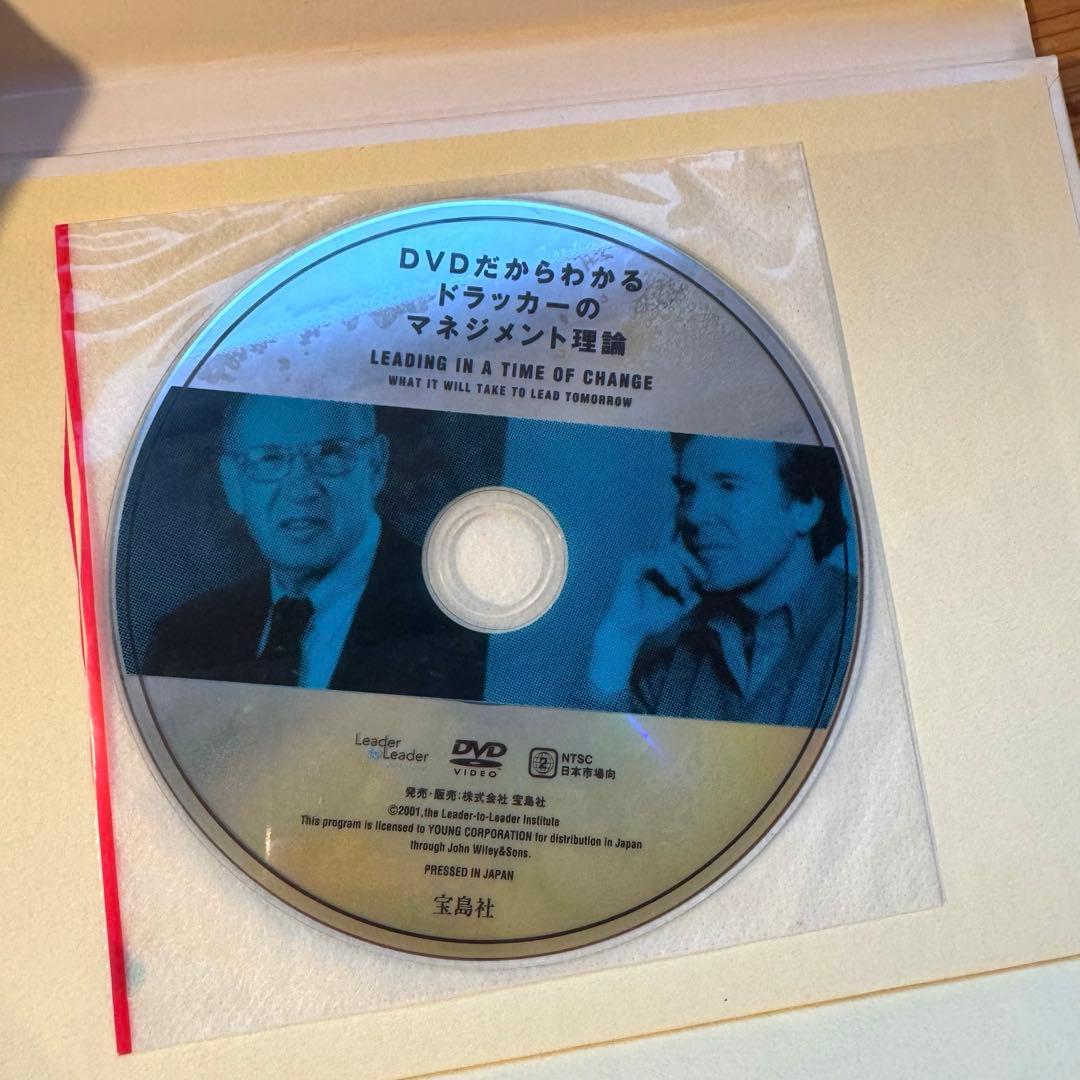 DVDだからわかる
ドラッカーの
マネジメント理論
LEADING IN A TIME OF CHANGE
WHAT IT WILL TAKE TO LEAD TOMORROW
Leader
to Leader
DVD
VIDEO
2
NTSC
日本市場向
発売・販売:株式会社 宝島社
©2001,the Leader-to-Leader Institute
This program is licensed to YOUNG CORPORATION for distribution in Japan
through John Wiley&Sons.
PRESSED IN JAPAN
宝島社